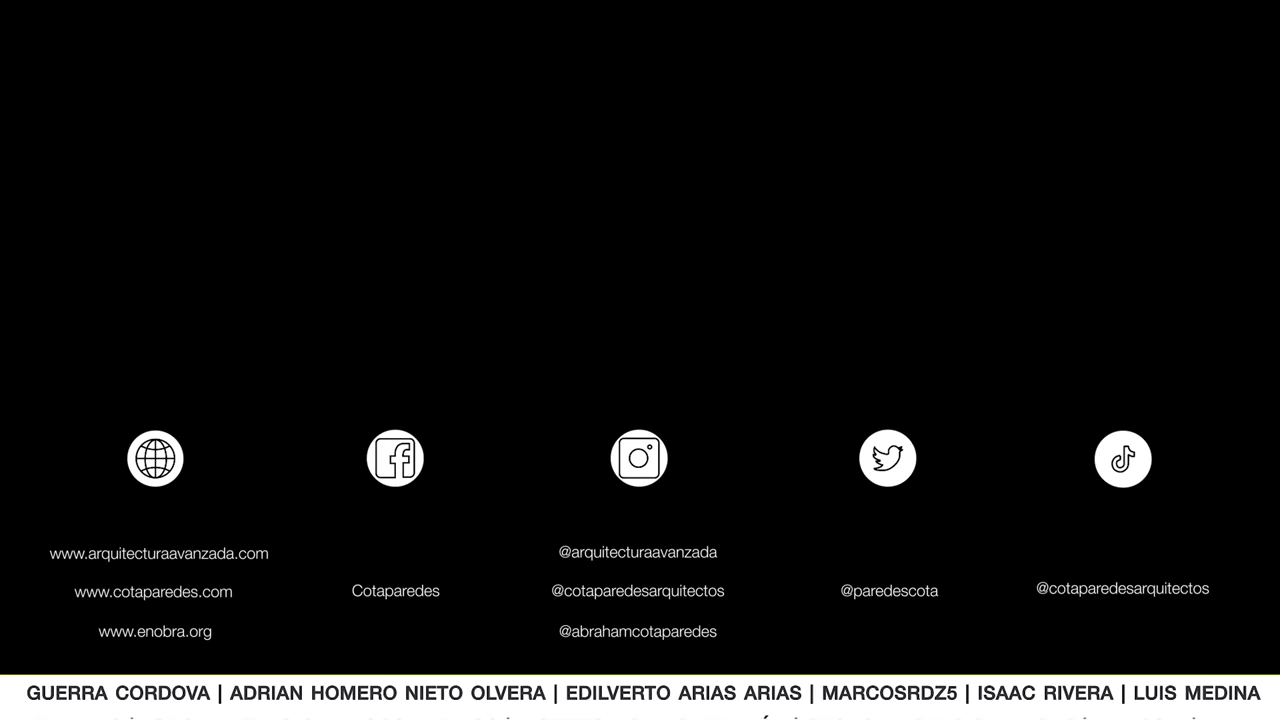 www.arquitecturaavanzada.com
www.cotaparedes.com
www.enobra.org
Cotaparedes
@arquitecturaavanzada
@cotaparedesarquitectos
@abrahamcotaparedes
@paredescota
@cotaparedesarquitectos
GUERRA CORDOVA | ADRIAN HOMERO NIETO OLVERA | EDILVERTO ARIAS ARIAS | MARCOSRDZ5 | ISAAC RIVERA | LUIS MEDINA